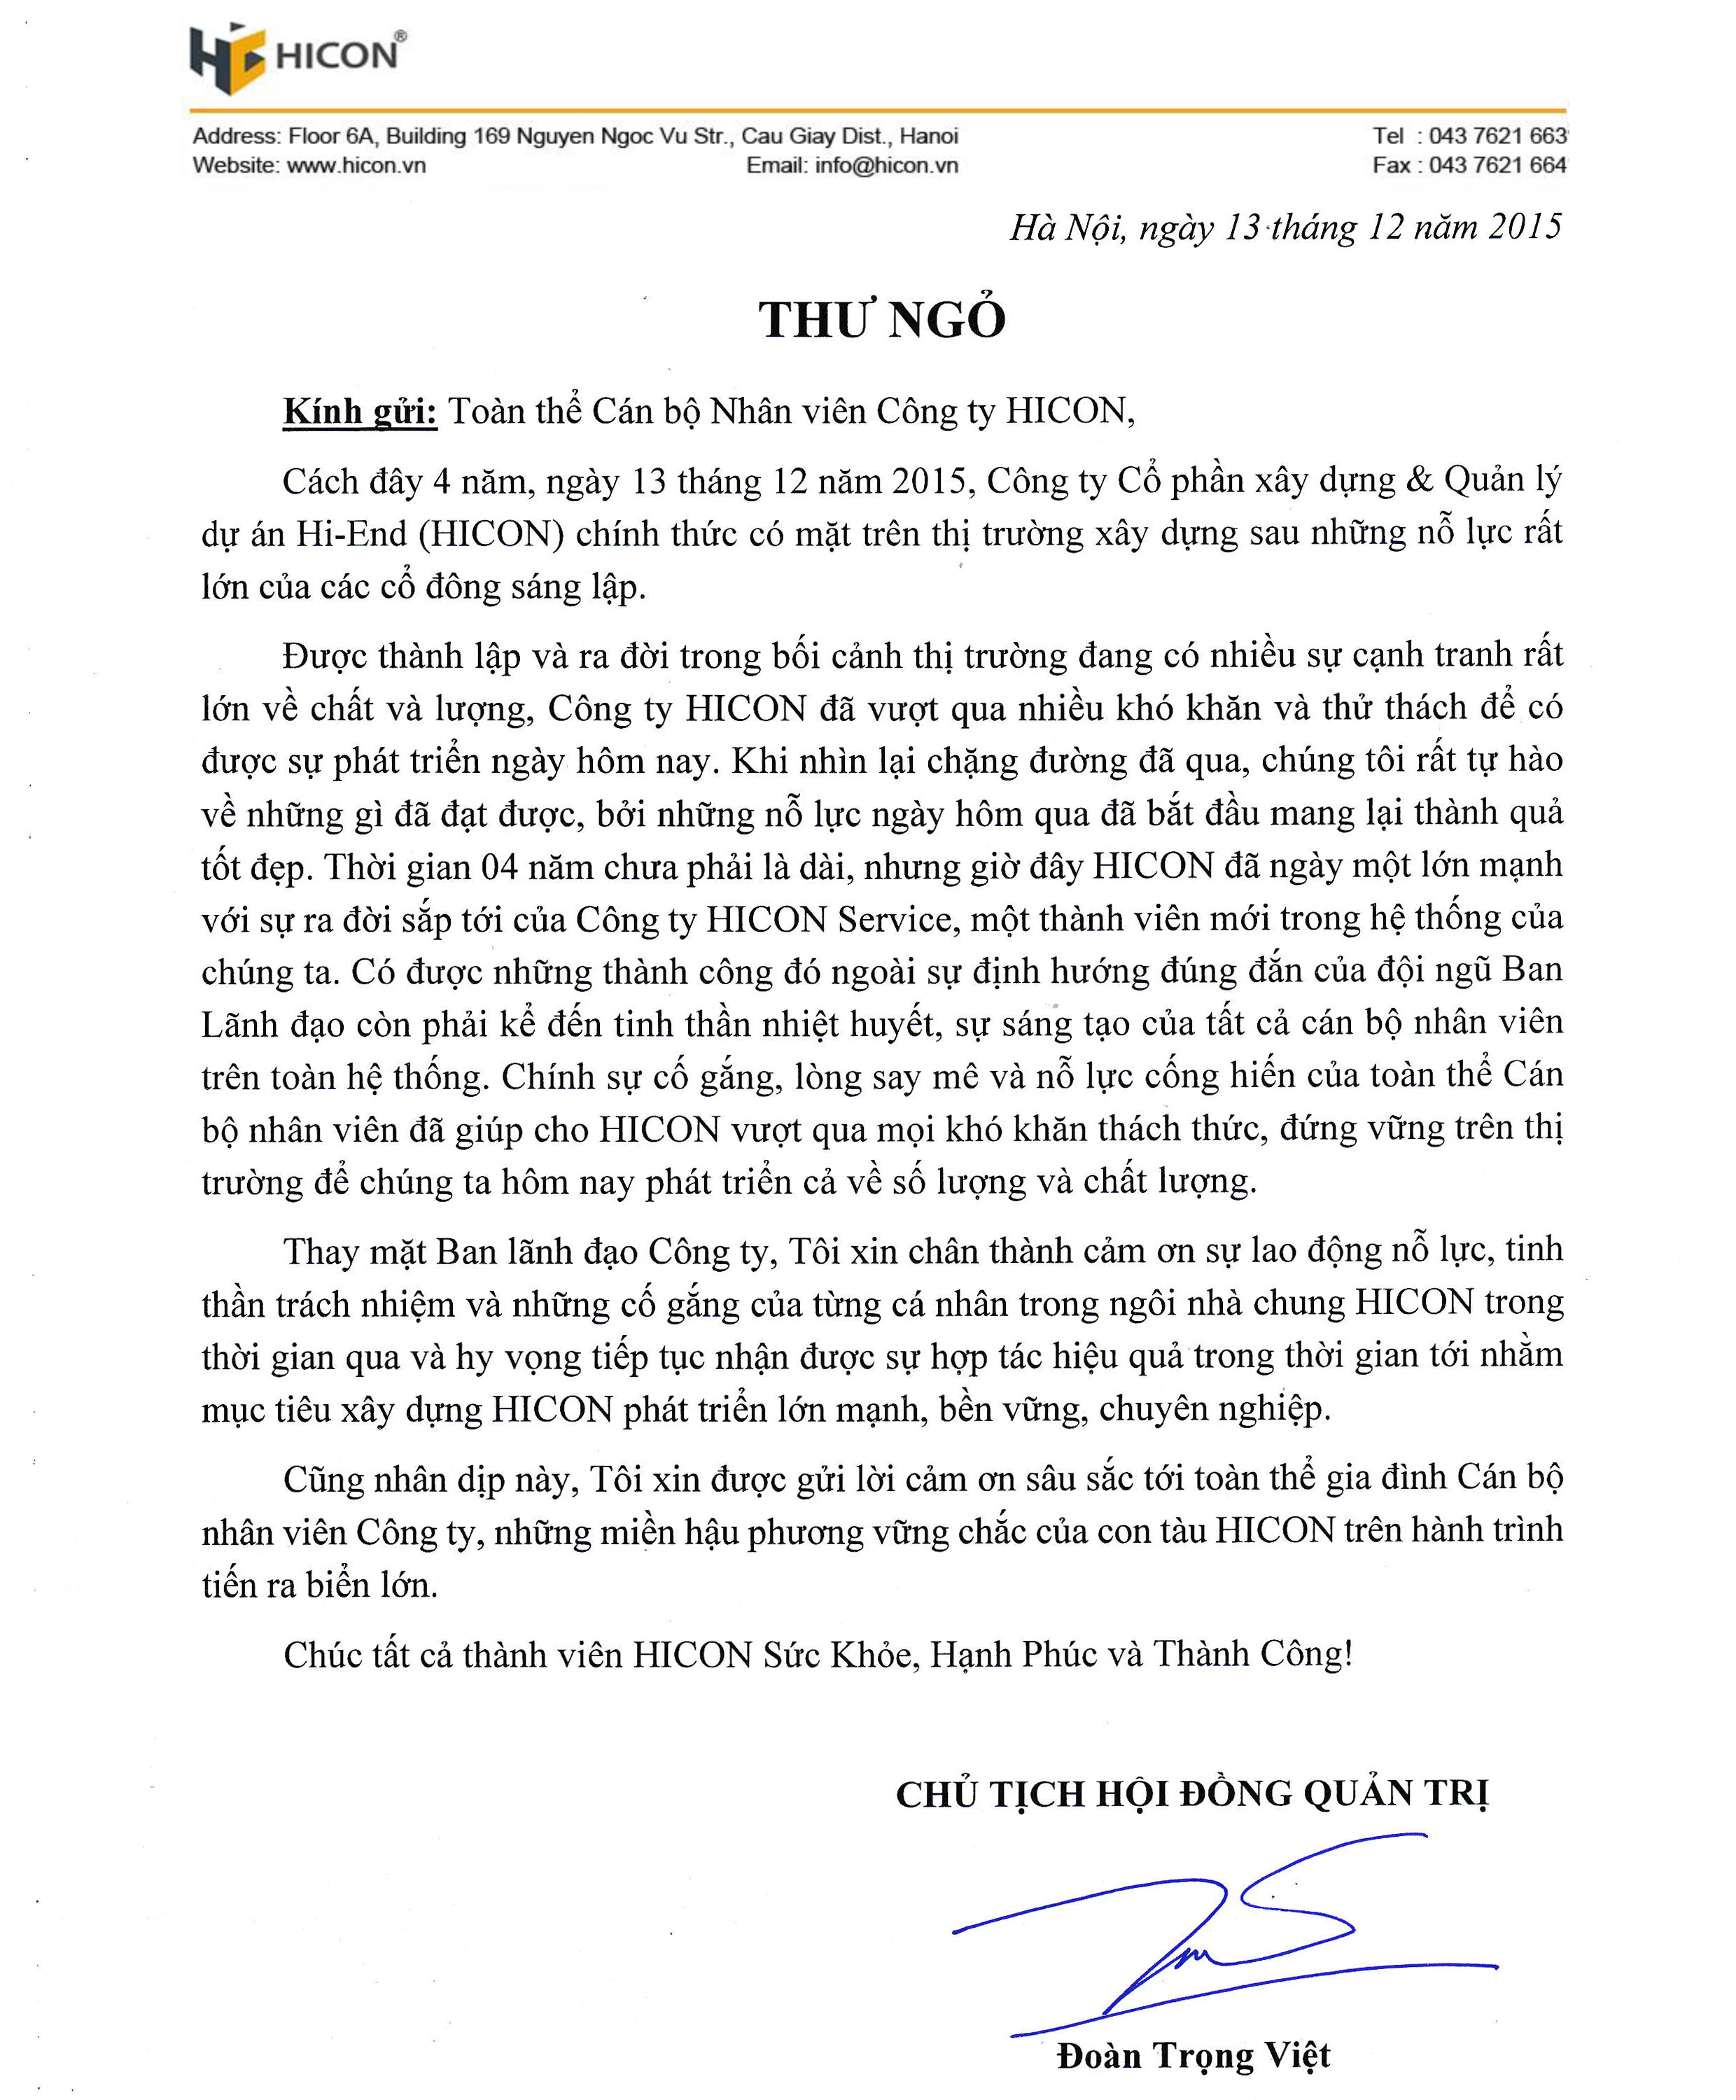 HICON®
Address: Floor 6A, Building 169 Nguyen Ngoc Vu Str., Cau Giay Dist., Hanoi
Tel : 043 7621 663
Website: www.hicon.vn
Email: info@hicon.vn
Fax : 043 7621 664
Hà Nội, ngày 13 tháng 12 năm 2015
THƯ NGỎ
Kính gửi: Toàn thể Cán bộ Nhân viên Công ty HICON,
Cách đây 4 năm, ngày 13 tháng 12 năm 2015, Công ty Cổ phần xây dựng & Quản lý
dự án Hi-End (HICON) chính thức có mặt trên thị trường xây dựng sau những nỗ lực rất
lớn của các cổ đông sáng lập.
Được thành lập và ra đời trong bối cảnh thị trường đang có nhiều sự cạnh tranh rất
lớn về chất và lượng, Công ty HICON đã vượt qua nhiều khó khăn và thử thách để có
được sự phát triển ngày hôm nay. Khi nhìn lại chặng đường đã qua, chúng tôi rất tự hào
về những gì đã đạt được, bởi những nỗ lực ngày hôm qua đã bắt đầu mang lại thành quả
tốt đẹp. Thời gian 04 năm chưa phải là dài, nhưng giờ đây HICON đã ngày một lớn mạnh
với sự ra đời sắp tới của Công ty HICON Service, một thành viên mới trong hệ thống của
chúng ta. Có được những thành công đó ngoài sự định hướng đúng đắn của đội ngũ Ban
Lãnh đạo còn phải kể đến tinh thần nhiệt huyết, sự sáng tạo của tất cả cán bộ nhân viên
trên toàn hệ thống. Chính sự cố gắng, lòng say mê và nỗ lực cống hiến của toàn thể Cán
bộ nhân viên đã giúp cho HICON vượt qua mọi khó khăn thách thức, đứng vững trên thị
trường để chúng ta hôm nay phát triển cả về số lượng và chất lượng.
Thay mặt Ban lãnh đạo Công ty, Tôi xin chân thành cảm ơn sự lao động nỗ lực, tinh
thần trách nhiệm và những cố gắng của từng cá nhân trong ngôi nhà chung HICON trong
thời gian qua và hy vọng tiếp tục nhận được sự hợp tác hiệu quả trong thời gian tới nhằm
mục tiêu xây dựng HICON phát triển lớn mạnh, bền vững, chuyên nghiệp.
Cũng nhân dịp này, Tôi xin được gửi lời cảm ơn sâu sắc tới toàn thể gia đình Cán bộ
nhân viên Công ty, những miền hậu phương vững chắc của con tàu HICON trên hành trình
tiến ra biển lớn.
Chúc tất cả thành viên HICON Sức Khỏe, Hạnh Phúc và Thành Công!
CHỦ TỊCH HỘI ĐỒNG QUẢN TRỊ
Đoàn Trọng Việt